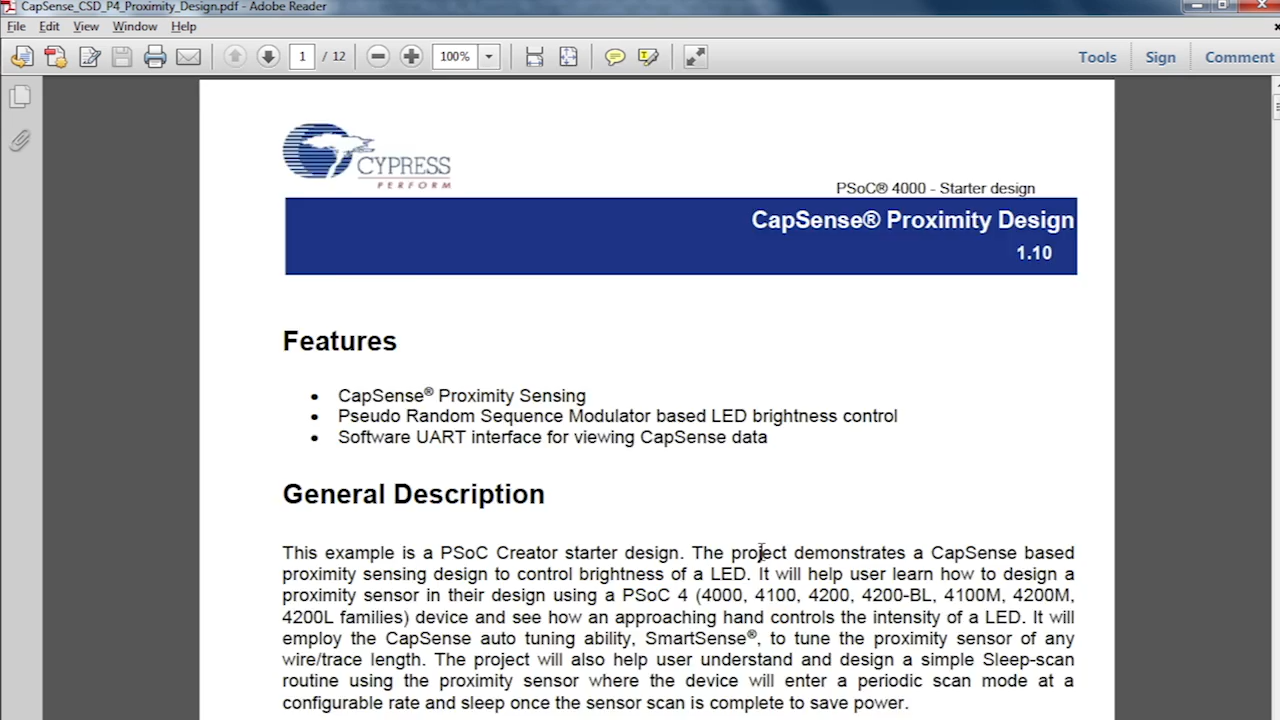 CapSense_CSD_P4_Proximity_Design.pdf - Adobe Reader
File Edit View Window Help
1 / 12 100% Tools Sign Comment
CYPRESS
PERFORM
PSoC® 4000 - Starter design
CapSense® Proximity Design
1.10
Features
• CapSense® Proximity Sensing
• Pseudo Random Sequence Modulator based LED brightness control
• Software UART interface for viewing CapSense data
General Description
This example is a PSoC Creator starter design. The project demonstrates a CapSense based
proximity sensing design to control brightness of a LED. It will help user learn how to design a
proximity sensor in their design using a PSoC 4 (4000, 4100, 4200, 4200-BL, 4100M, 4200M,
4200L families) device and see how an approaching hand controls the intensity of a LED. It will
employ the CapSense auto tuning ability, SmartSense®, to tune the proximity sensor of any
wire/trace length. The project will also help user understand and design a simple Sleep-scan
routine using the proximity sensor where the device will enter a periodic scan mode at a
configurable rate and sleep once the sensor scan is complete to save power.